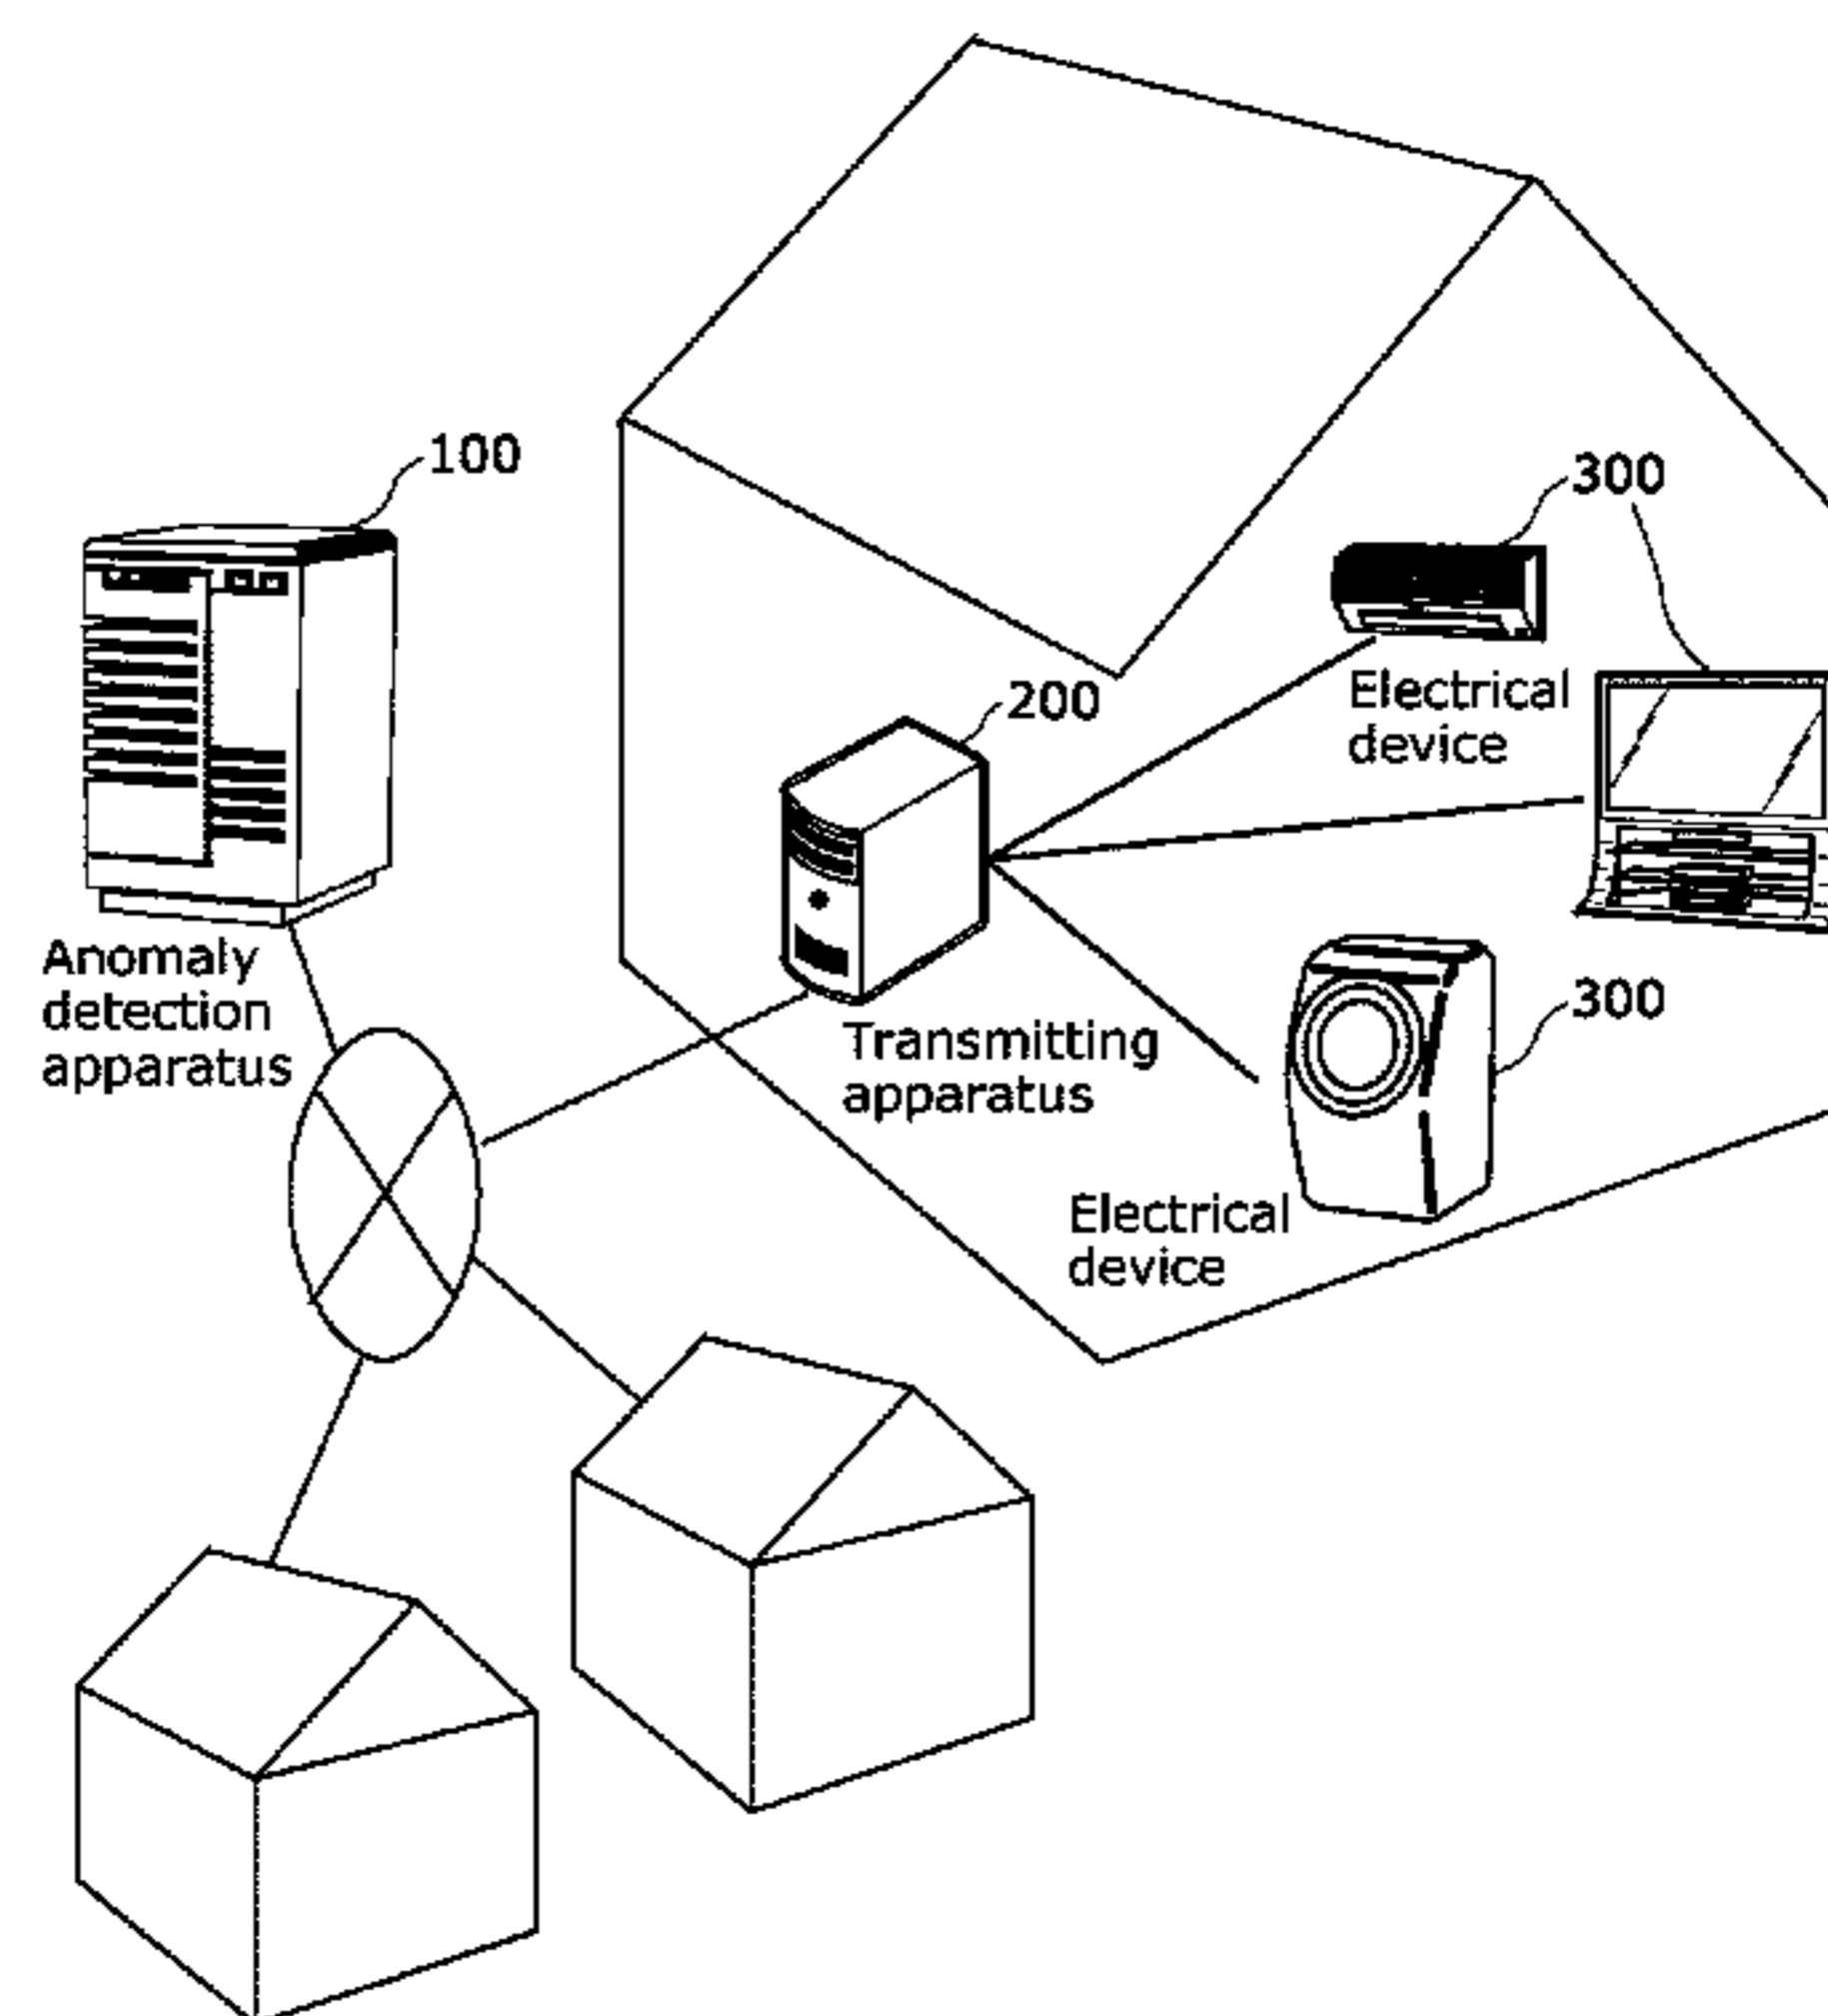 100
300
Electrical
device
200
Anomaly
detection
apparatus
Transmitting
apparatus
300
Electrical
device